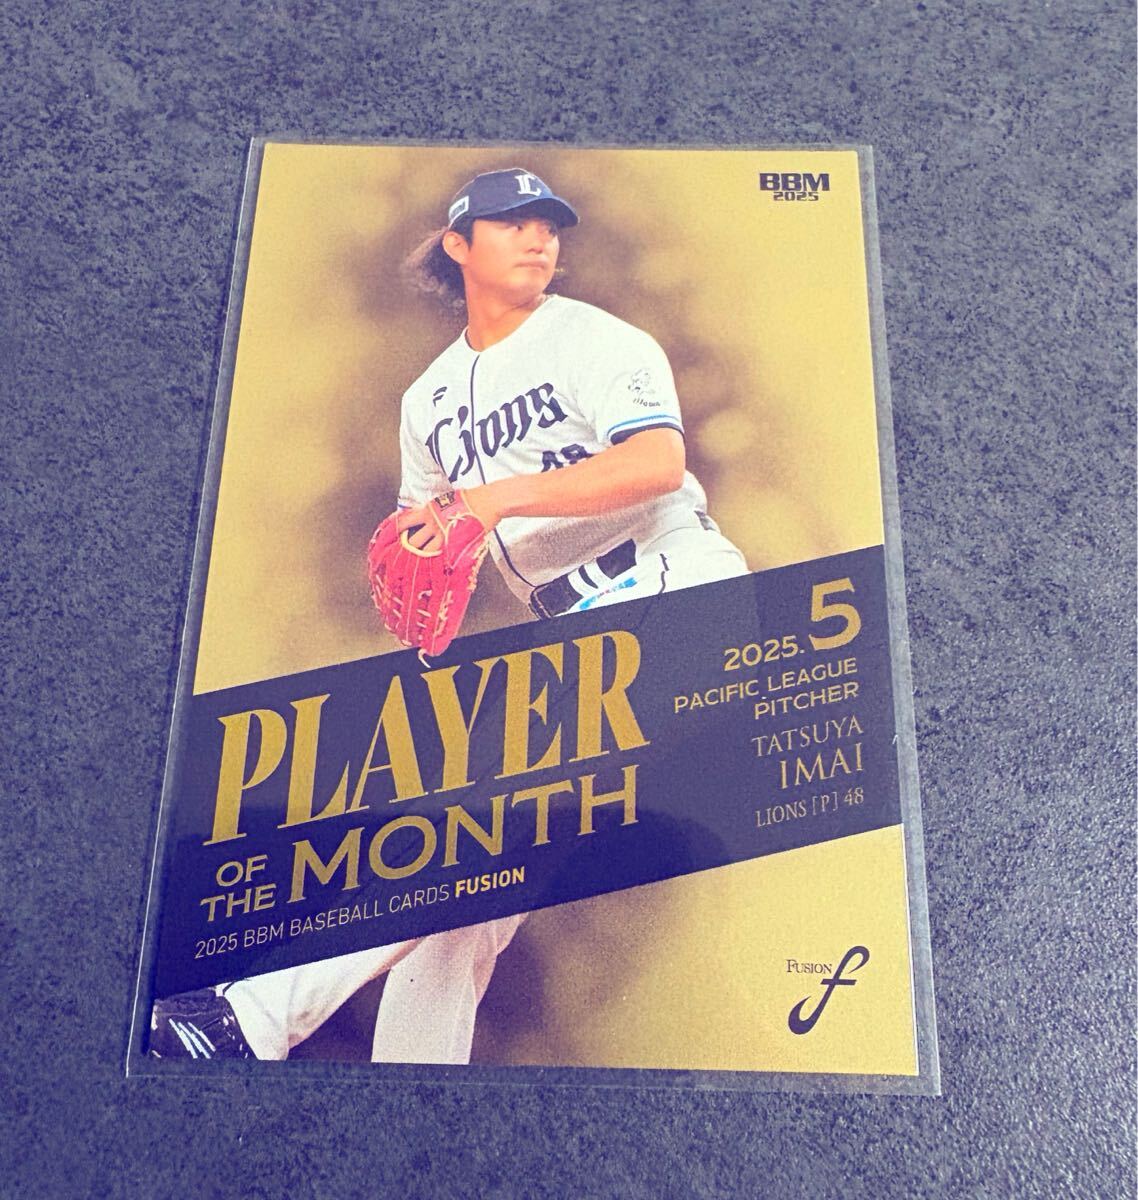 BBM
2025
L
Lions
48
2025.5
PACIFIC LEAGUE
PITCHER
TATSUYA
IMAI
LIONS [P] 48
PLAYER
OF THE MONTH
2025 BBM BASEBALL CARDS FUSION
FUSION
f